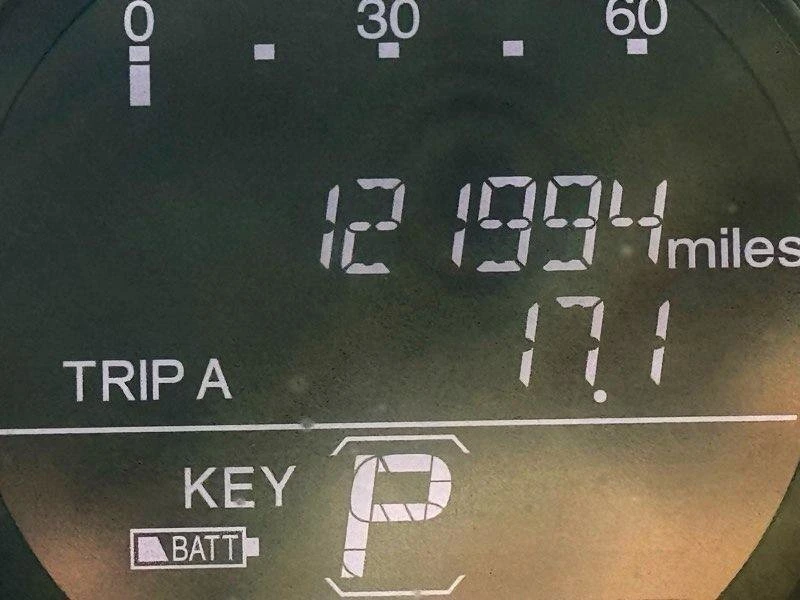 0 30 60
121994 miles
17.1
TRIP A
KEY
BATT
P